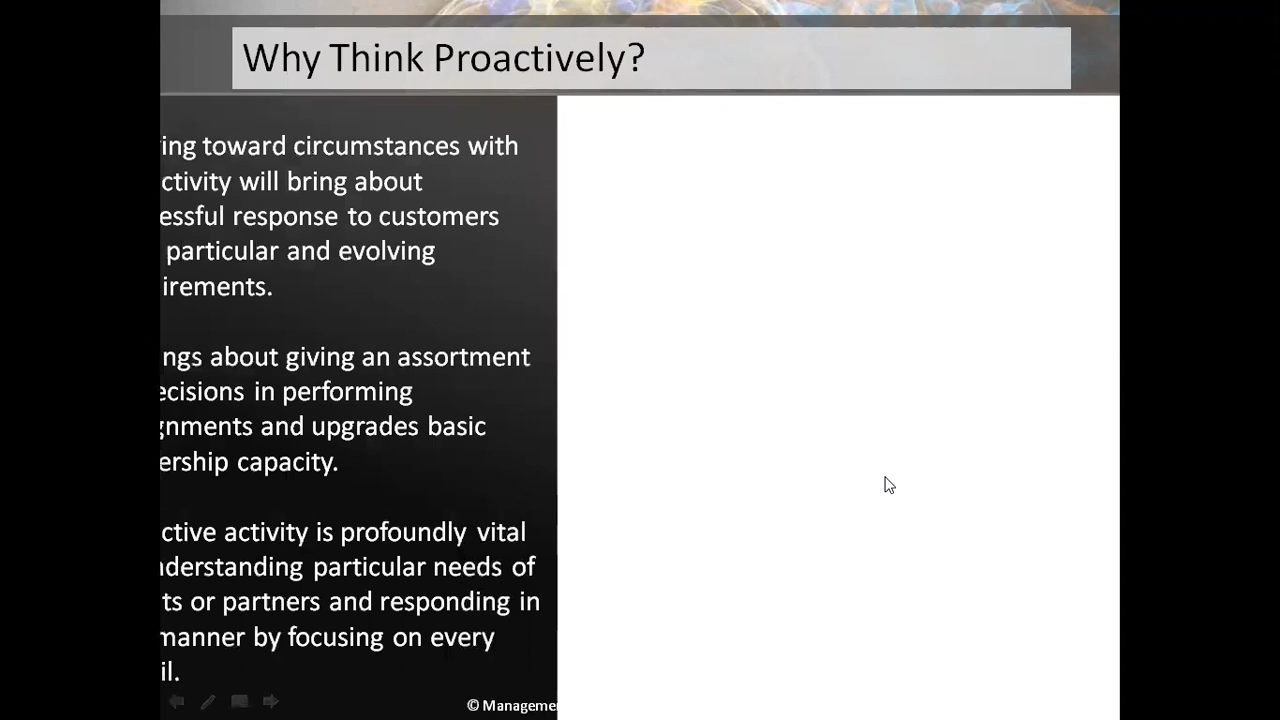 Why Think Proactively?
ring toward circumstances with
ctivity will bring about
essful response to customers
particular and evolving
irements.
ngs about giving an assortment
ecisions in performing
gnments and upgrades basic
ership capacity.
ctive activity is profoundly vital
nderstanding particular needs of
ts or partners and responding in
manner by focusing on every
il.
© Manageme